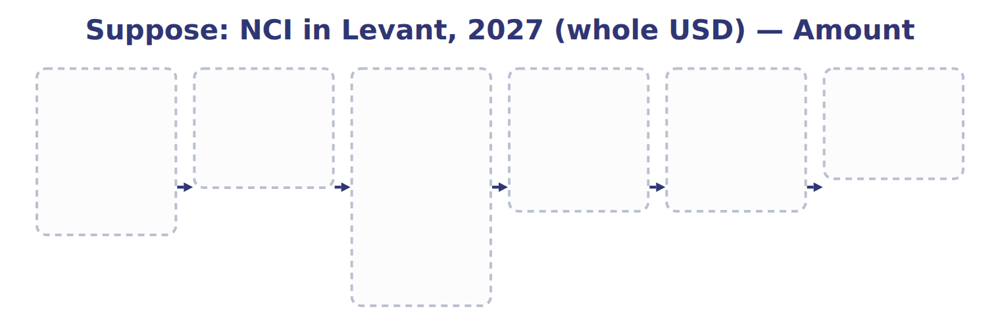 Suppose: NCI in Levant, 2027 (whole USD) — Amount